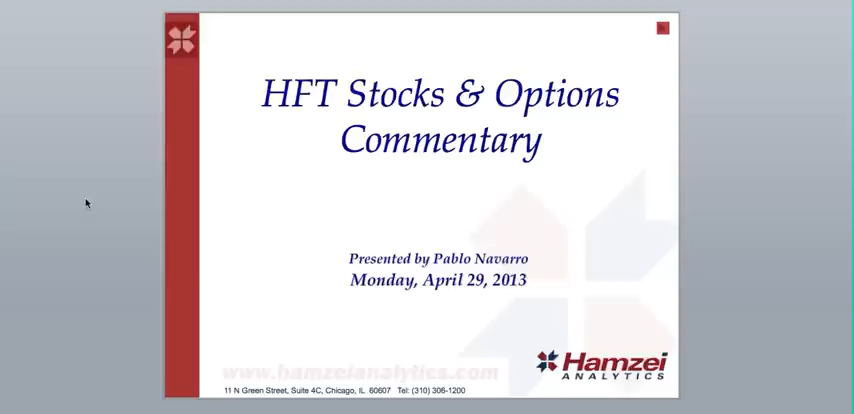 HFT Stocks & Options
Commentary
Presented by Pablo Navarro
Monday, April 29, 2013
www.hamzeianalytics.com
Hamzei
ANALYTICS
11 N Green Street, Suite 4C, Chicago, IL 60607 Tel: (310) 306-1200